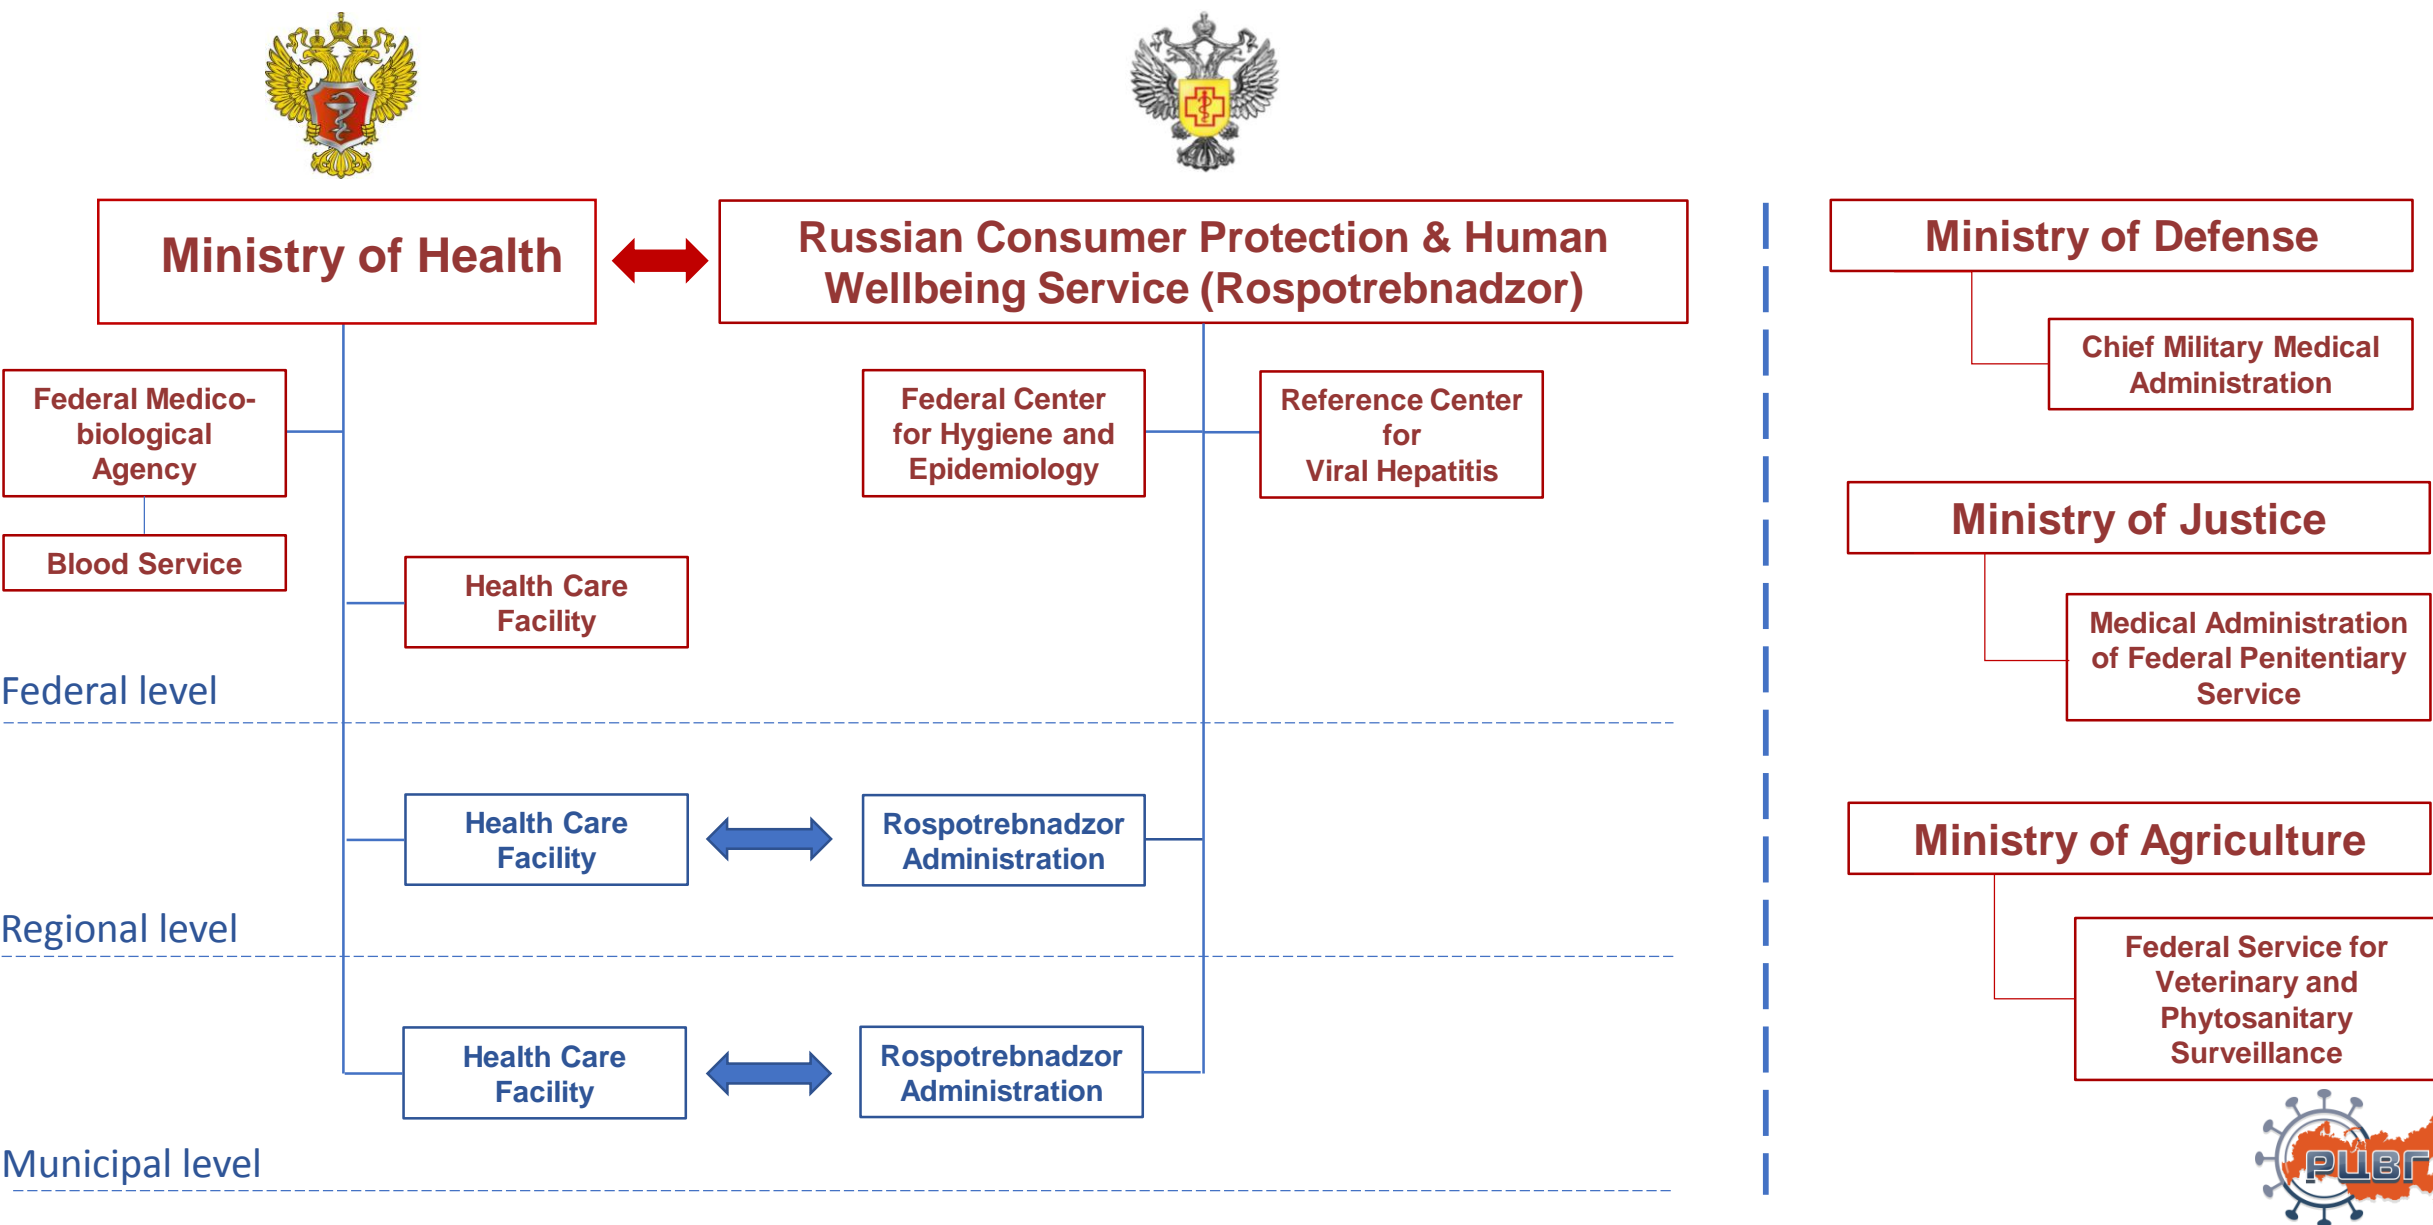 Ministry of Health
Russian Consumer Protection & Human
Wellbeing Service (Rospotrebnadzor)
Federal Medico-
biological
Agency
Blood Service
Health Care
Facility
Federal Center
for Hygiene and
Epidemiology
Reference Center
for
Viral Hepatitis
Federal level
Health Care
Facility
Rospotrebnadzor
Administration
Regional level
Health Care
Facility
Rospotrebnadzor
Administration
Municipal level
Ministry of Defense
Chief Military Medical
Administration
Ministry of Justice
Medical Administration
of Federal Penitentiary
Service
Ministry of Agriculture
Federal Service for
Veterinary and
Phytosanitary
Surveillance
РЦВГ